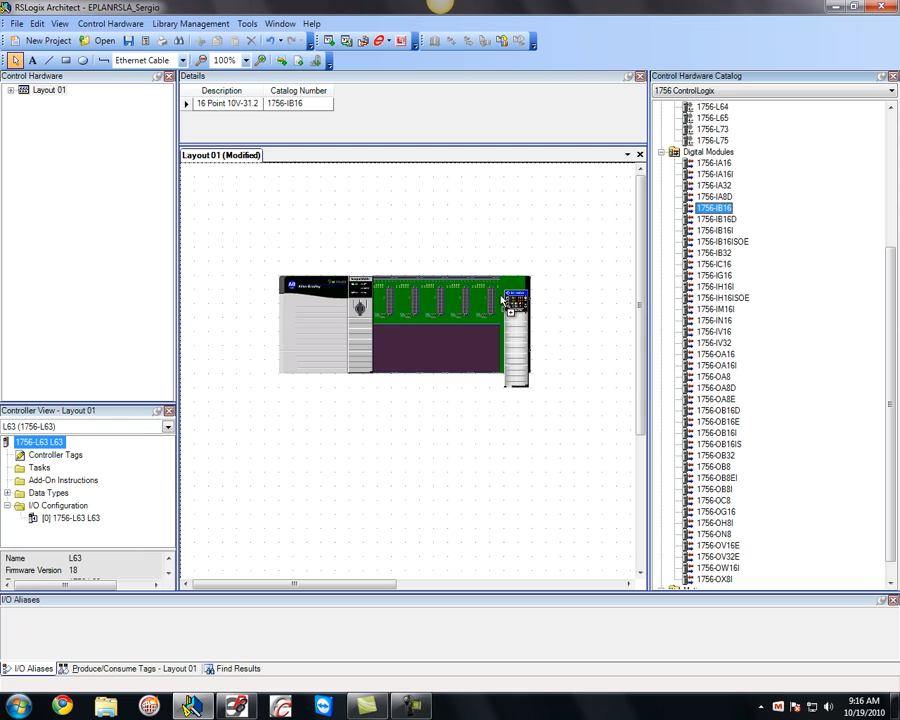 RSLogix Architect - EPLANRSLA_Sergio
File Edit View Control Hardware Library Management Tools Window Help
New Project Open
A Ethernet Cable 100%
Control Hardware
Layout 01
Details
Description Catalog Number
16 Point 10V-31.2 1756-IB16
Layout 01 (Modified)
Control Hardware Catalog
1756 ControlLogix
1756-L64
1756-L65
1756-L73
1756-L75
Digital Modules
1756-IA16
1756-IA16I
1756-IA32
1756-IA8D
1756-IB16
1756-IB16D
1756-IB16I
1756-IB16ISOE
1756-IB32
1756-IC16
1756-IG16
1756-IH16I
1756-IH16ISOE
1756-IM16I
1756-IN16
1756-IV16
1756-IV32
1756-OA16
1756-OA16I
1756-OA8
1756-OA8D
1756-OA8E
1756-OB16D
1756-OB16E
1756-OB16I
1756-OB16IS
1756-OB32
1756-OB8
1756-OB8EI
1756-OB8I
1756-OC8
1756-OG16
1756-OH8I
1756-ON8
1756-OV16E
1756-OV32E
1756-OW16I
1756-OX8I
Controller View - Layout 01
L63 (1756-L63)
1756-L63 L63
Controller Tags
Tasks
Add-On Instructions
Data Types
I/O Configuration
[0] 1756-L63 L63
Name L63
Firmware Version 18
I/O Aliases
I/O Aliases Produce/Consume Tags - Layout 01 Find Results
9:16 AM
10/19/2010